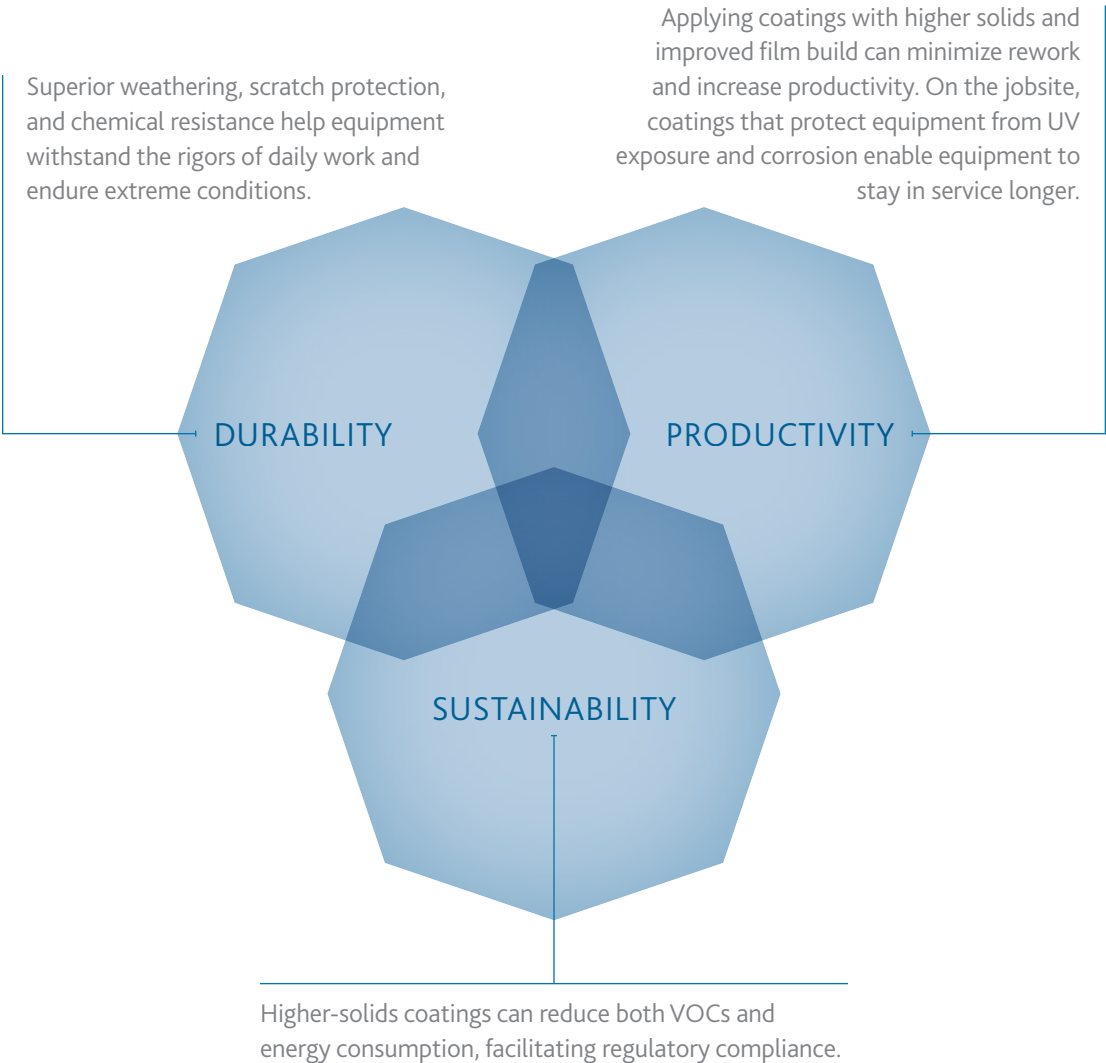 Applying coatings with higher solids and
improved film build can minimize rework
and increase productivity. On the jobsite,
coatings that protect equipment from UV
exposure and corrosion enable equipment to
stay in service longer.
Superior weathering, scratch protection,
and chemical resistance help equipment
withstand the rigors of daily work and
endure extreme conditions.
DURABILITY
PRODUCTIVITY
SUSTAINABILITY
Higher-solids coatings can reduce both VOCs and
energy consumption, facilitating regulatory compliance.